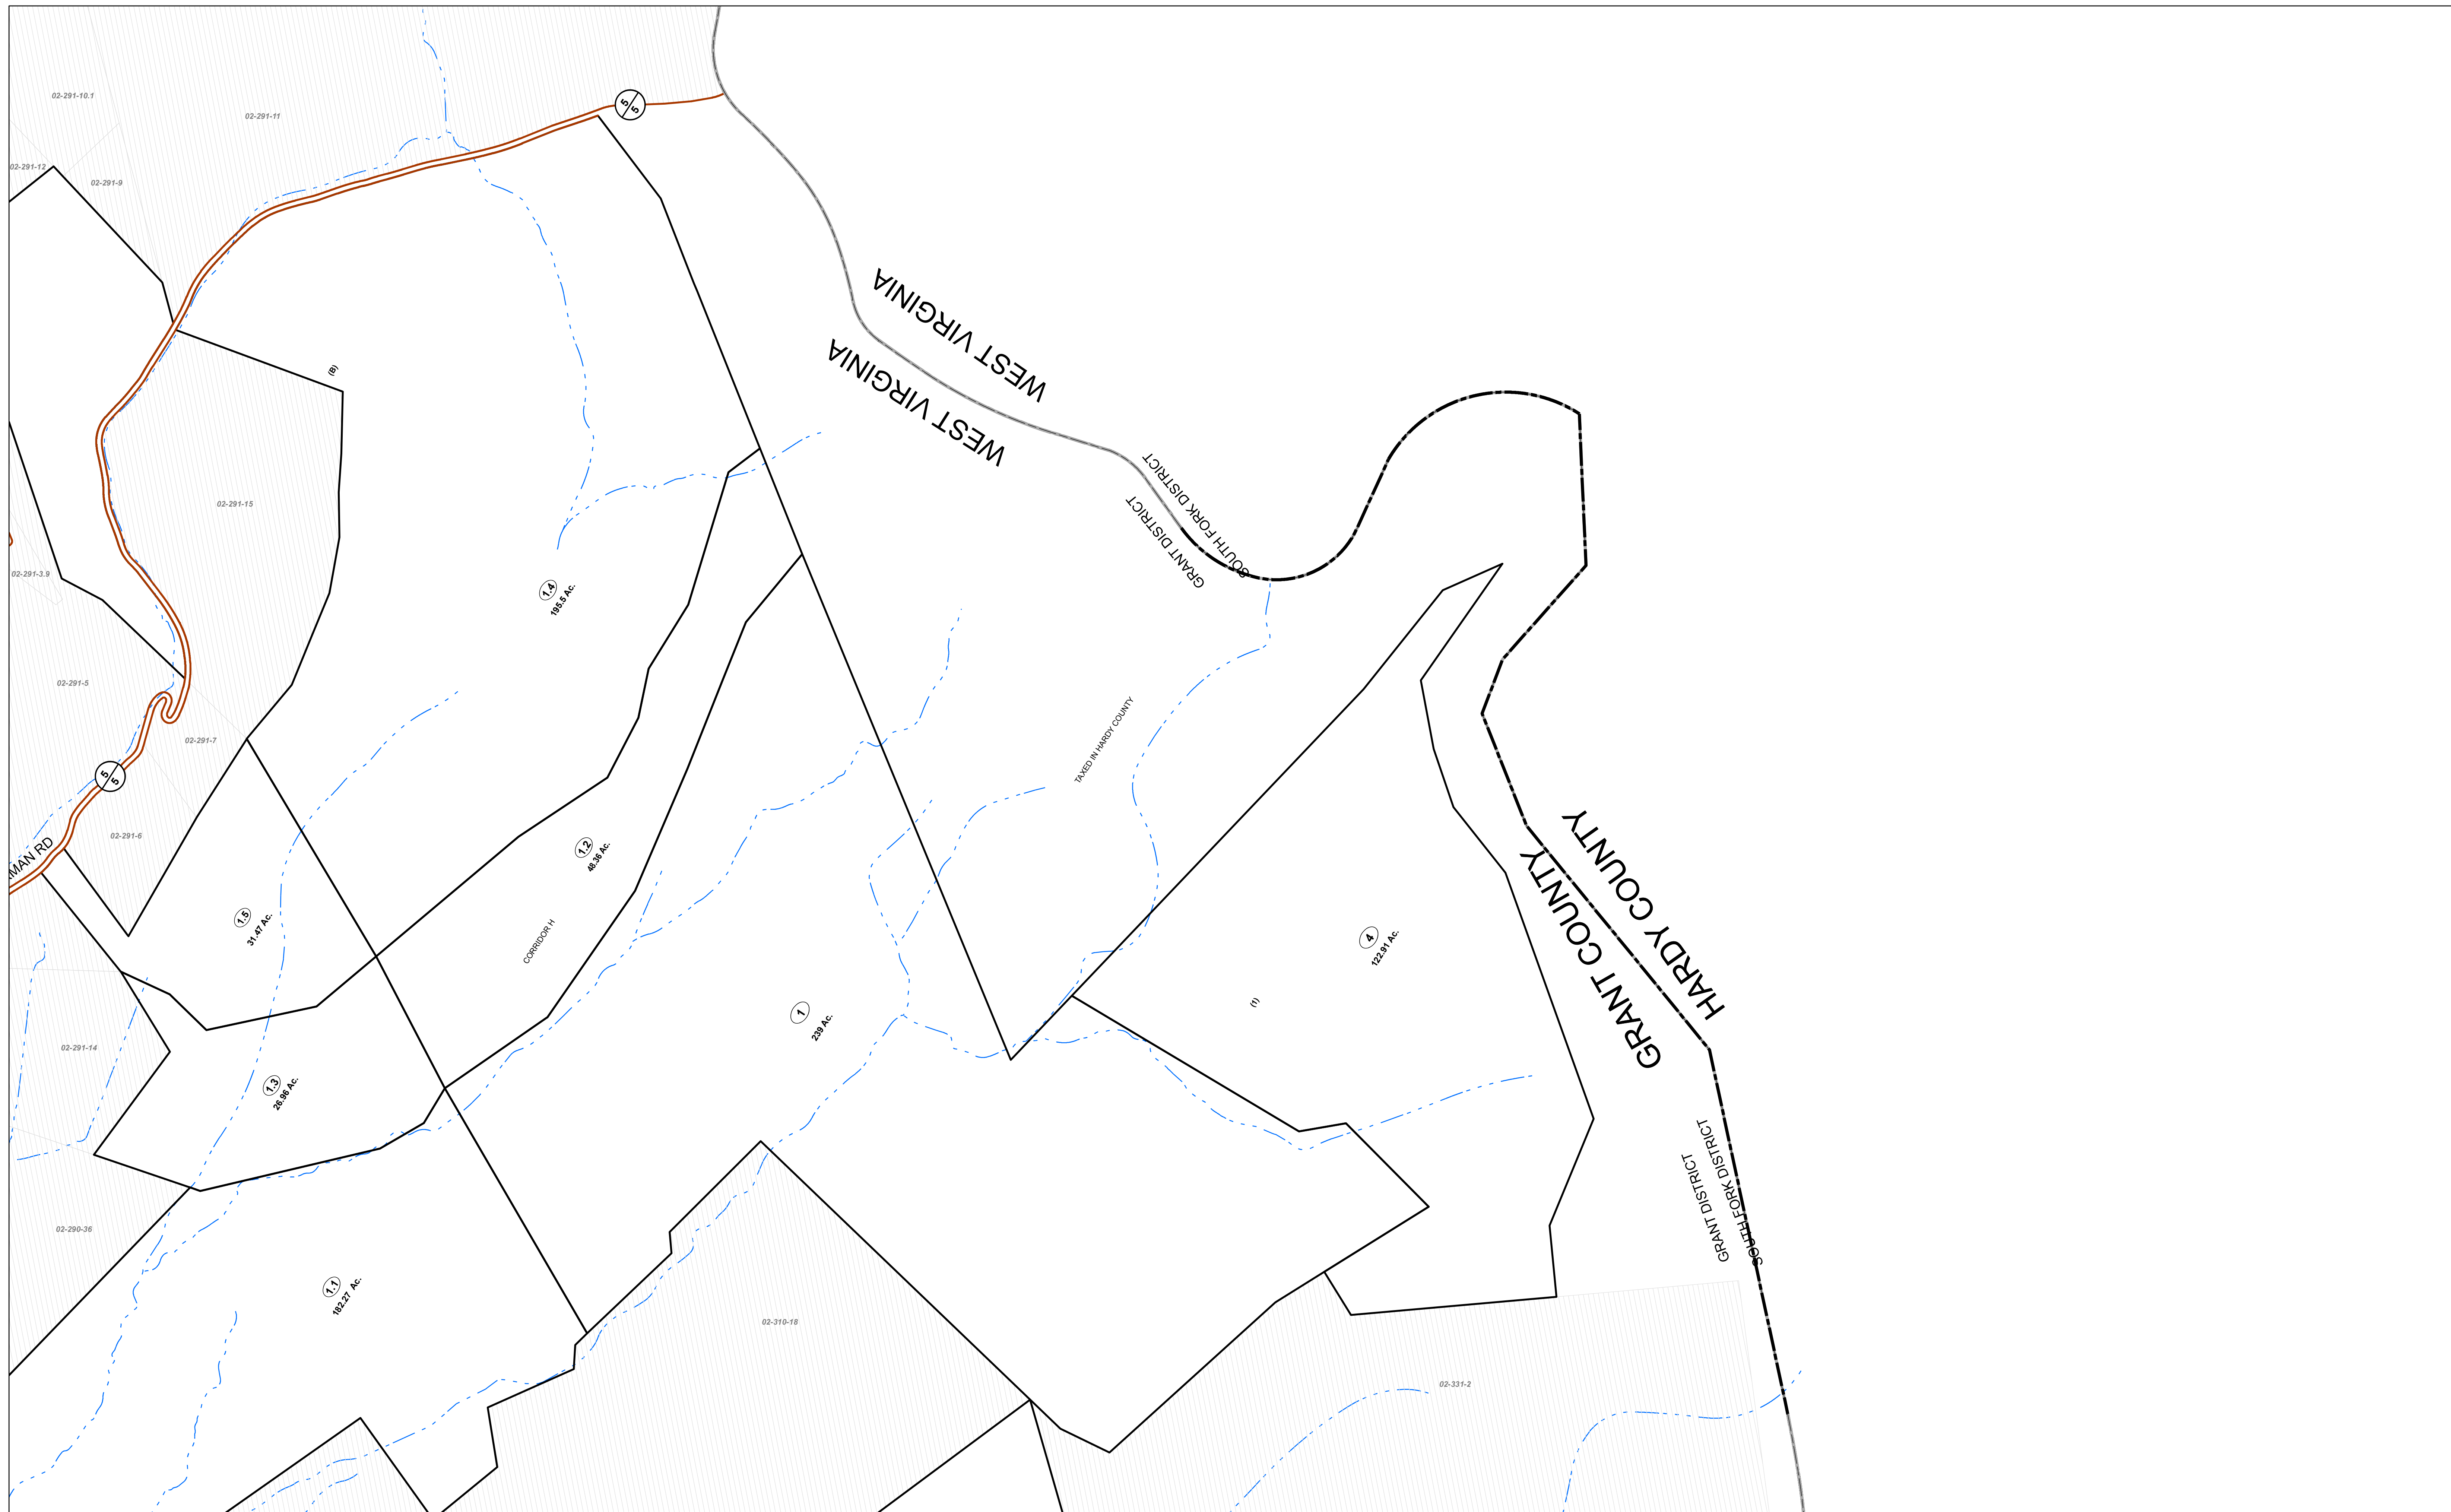 02-291-10.1
02-291-11
5
5
02-291-12
02-291-9
WEST VIRGINIA
WEST VIRGINIA
(B)
SOUTH FORK DISTRICT
GRANT DISTRICT
02-291-15
02-291-3.9
1.4
195.5 Ac.
02-291-5
02-291-7
TAXED IN HARDY COUNTY
5
5
02-291-6
RMAN RD
1.2
48.36 Ac.
HARDY COUNTY
GRANT COUNTY
1.5
31.47 Ac.
CORRIDOR H
4
122.91 Ac.
(1)
1
239 Ac.
02-291-14
1.3
26.96 Ac.
GRANT DISTRICT
SOUTH FORK DISTRICT
02-290-36
1.1
182.27 Ac.
02-310-18
02-331-2